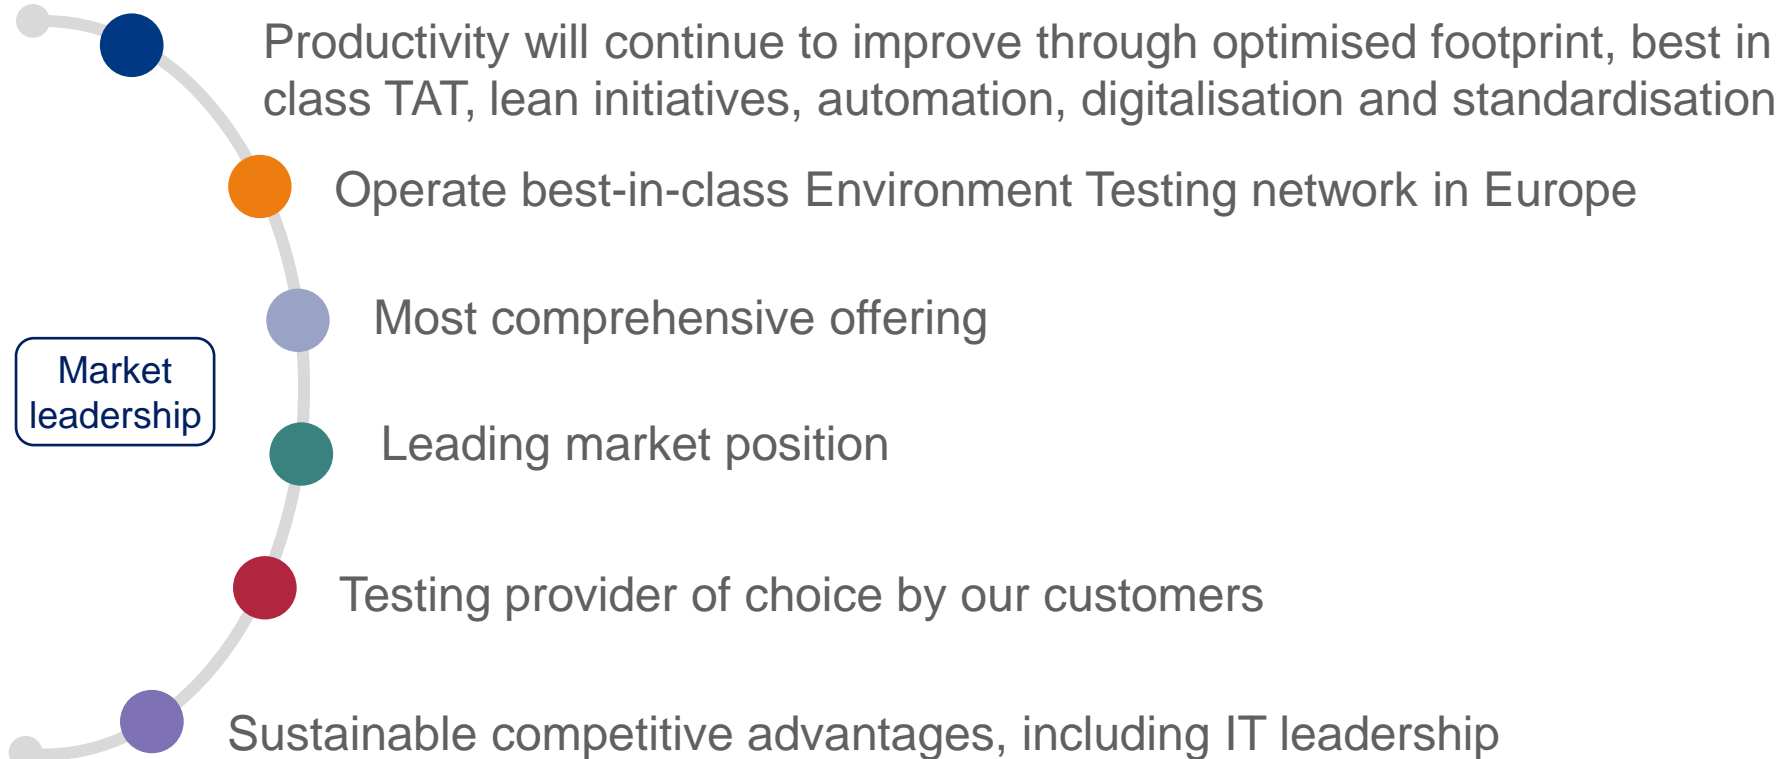 Productivity will continue to improve through optimised footprint, best in
class TAT, lean initiatives, automation, digitalisation and standardisation
Operate best-in-class Environment Testing network in Europe
Most comprehensive offering
Market
leadership
Leading market position
Testing provider of choice by our customers
Sustainable competitive advantages, including IT leadership